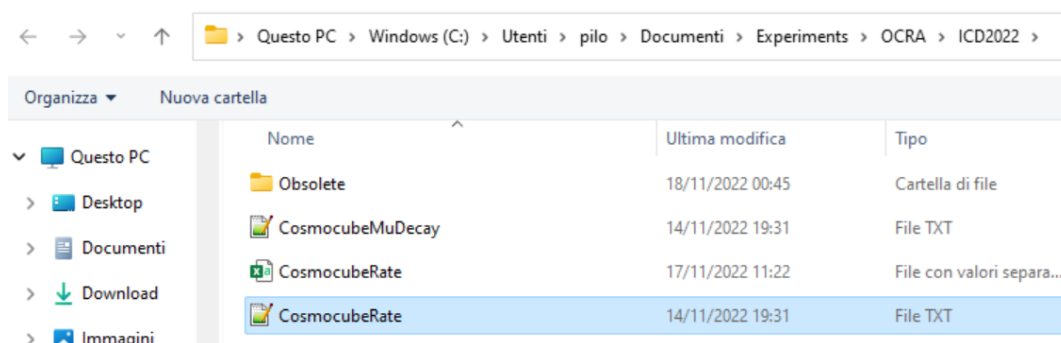 Questo PC > Windows (C:) > Utenti > pilo > Documenti > Experiments > OCRA > ICD2022 >
Organizza Nuova cartella
Nome Ultima modifica Tipo
Questo PC
Obsolete 18/11/2022 00:45 Cartella di file
Desktop
CosmocubeMuDecay 14/11/2022 19:31 File TXT
Documenti
CosmocubeRate 17/11/2022 11:22 File con valori separa...
Download
CosmocubeRate 14/11/2022 19:31 File TXT
Immagini